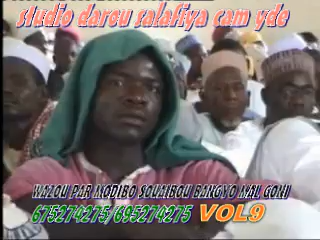 studio darou salafiya cam yde
WAZOU PAR MODIBO SOUAIBOU BANGYO MAL GONI
675274275/695274275 VOL9